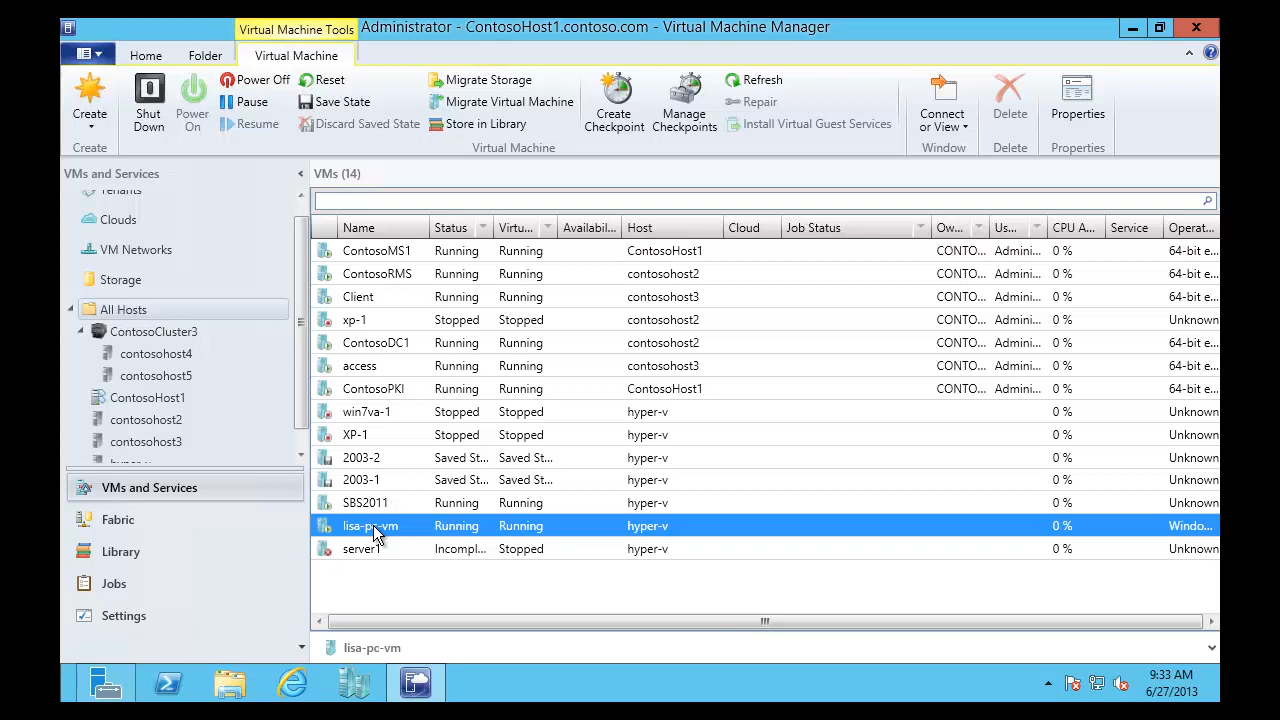 Virtual Machine Tools
Administrator - ContosoHost1.contoso.com - Virtual Machine Manager
Home Folder Virtual Machine
Create
Shut Down
Power On
Power Off
Pause
Resume
Reset
Discard Saved State
Migrate Storage
Migrate Virtual Machine
Store in Library
Create Checkpoint
Manage Checkpoints
Refresh
Repair
Install Virtual Guest Services
Connect or View
Delete
Properties
Create Virtual Machine Window Delete Properties
VMs and Services
Tenants
Clouds
VM Networks
Storage
All Hosts
ContosoCluster3
contosohost4
contosohost5
ContosoHost1
contosohost2
contosohost3
VMs and Services
Fabric
Library
Jobs
Settings
VMs (14)
Name Status Virtu... Availabil... Host Cloud Job Status Ow... Us... CPU A... Service Operat...
ContosoMS1 Running Running ContosoHost1 CONTO... Admini... 0 % 64-bit e...
ContosoRMS Running Running contosohost2 CONTO... Admini... 0 % 64-bit e...
Client Running Running contosohost3 CONTO... Admini... 0 % 64-bit e...
xp-1 Stopped Stopped contosohost2 CONTO... Admini... 0 % Unknown
ContosoDC1 Running Running contosohost2 CONTO... Admini... 0 % 64-bit e...
access Running Running contosohost3 CONTO... Admini... 0 % 64-bit e...
ContosoPKI Running Running ContosoHost1 CONTO... Admini... 0 % 64-bit e...
win7va-1 Stopped Stopped hyper-v 0 % Unknown
XP-1 Stopped Stopped hyper-v 0 % Unknown
2003-2 Saved St... Saved St... hyper-v 0 % Unknown
2003-1 Saved St... Saved St... hyper-v 0 % Unknown
SBS2011 Running Running hyper-v 0 % Unknown
lisa-pc-vm Running Running hyper-v 0 % Windo...
server1 Incompl... Stopped hyper-v 0 % Unknown
lisa-pc-vm
9:33 AM
6/27/2013